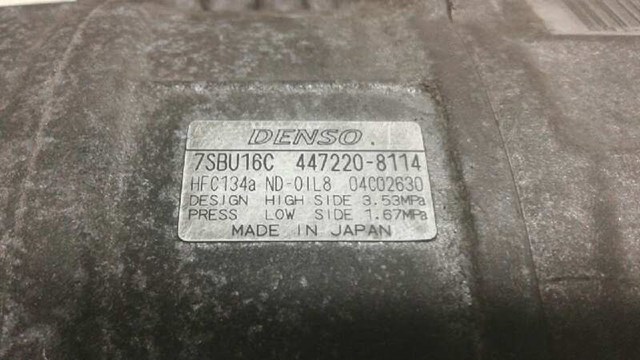 DENSO
7SBU16C 447220-8114
HFC134a ND-OIL8 04C02630
DESIGN HIGH SIDE 3.53MPa
PRESS LOW SIDE 1.67MPa
MADE IN JAPAN